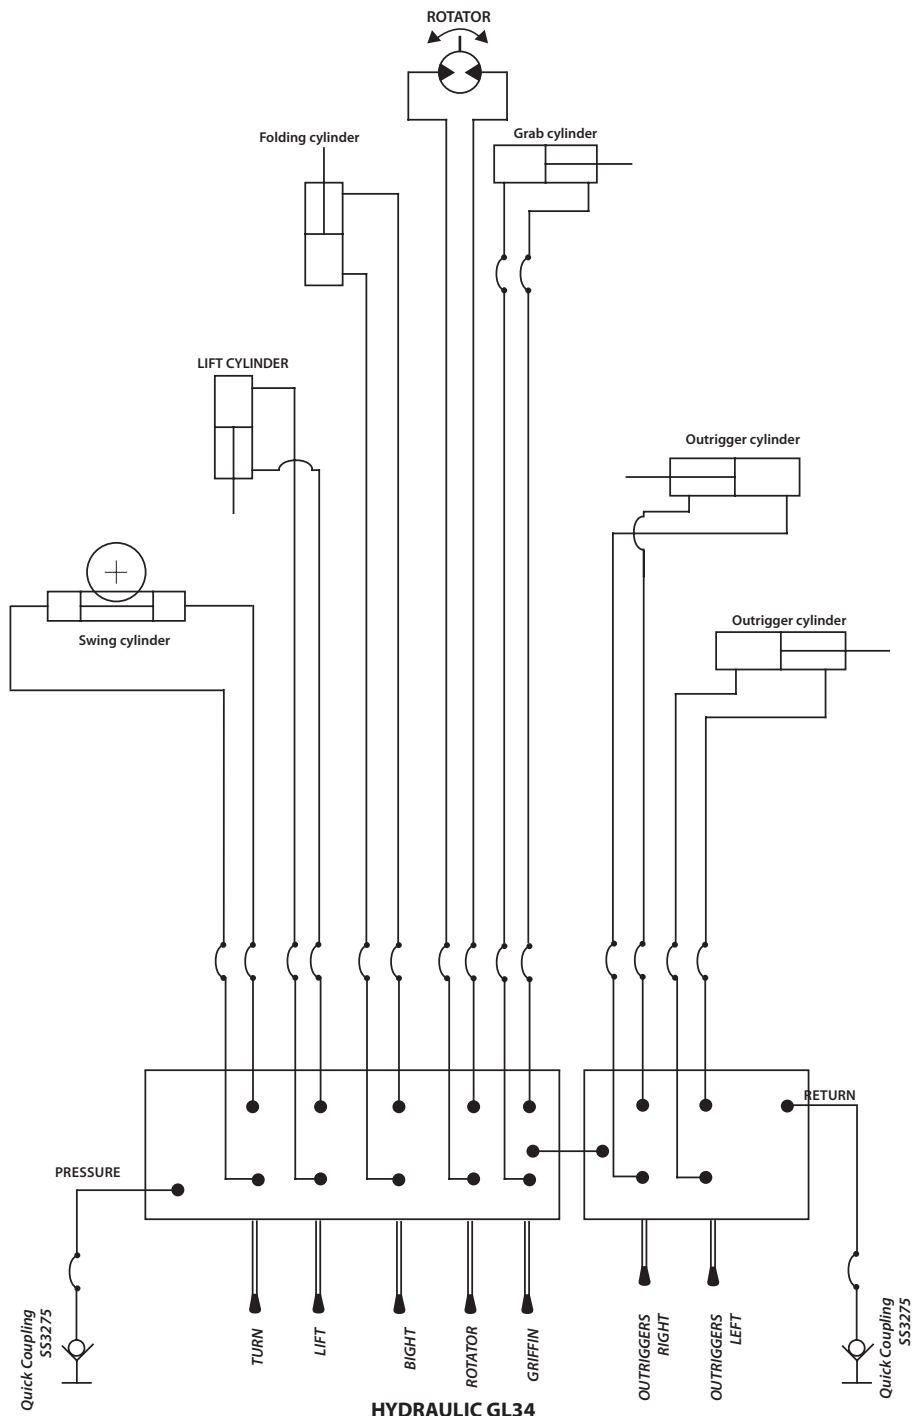 ROTATOR
Folding cylinder
Grab cylinder
LIFT CYLINDER
Outrigger cylinder
Swing cylinder
Outrigger cylinder
RETURN
PRESSURE
Quick Coupling
SS3275
TURN
LIFT
BIGHT
ROTATOR
GRIFFIN
OUTRIGGERS
RIGHT
OUTRIGGERS
LEFT
Quick Coupling
SS3275
HYDRAULIC GL34